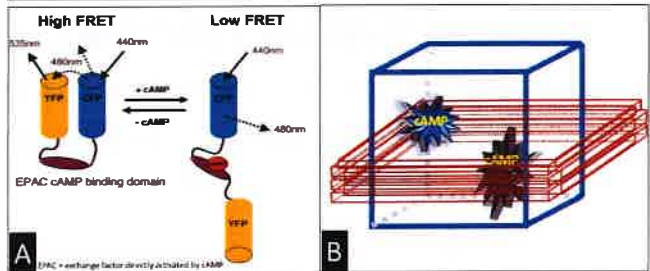 High FRET
Low FRET
535nm
480nm
440nm
440nm
YFP
CFP
+ cAMP
- cAMP
CFP
480nm
EPAC cAMP binding domain
YFP
A
EPAC = exchange factor directly activated by cAMP
cAMP
cAMP
B